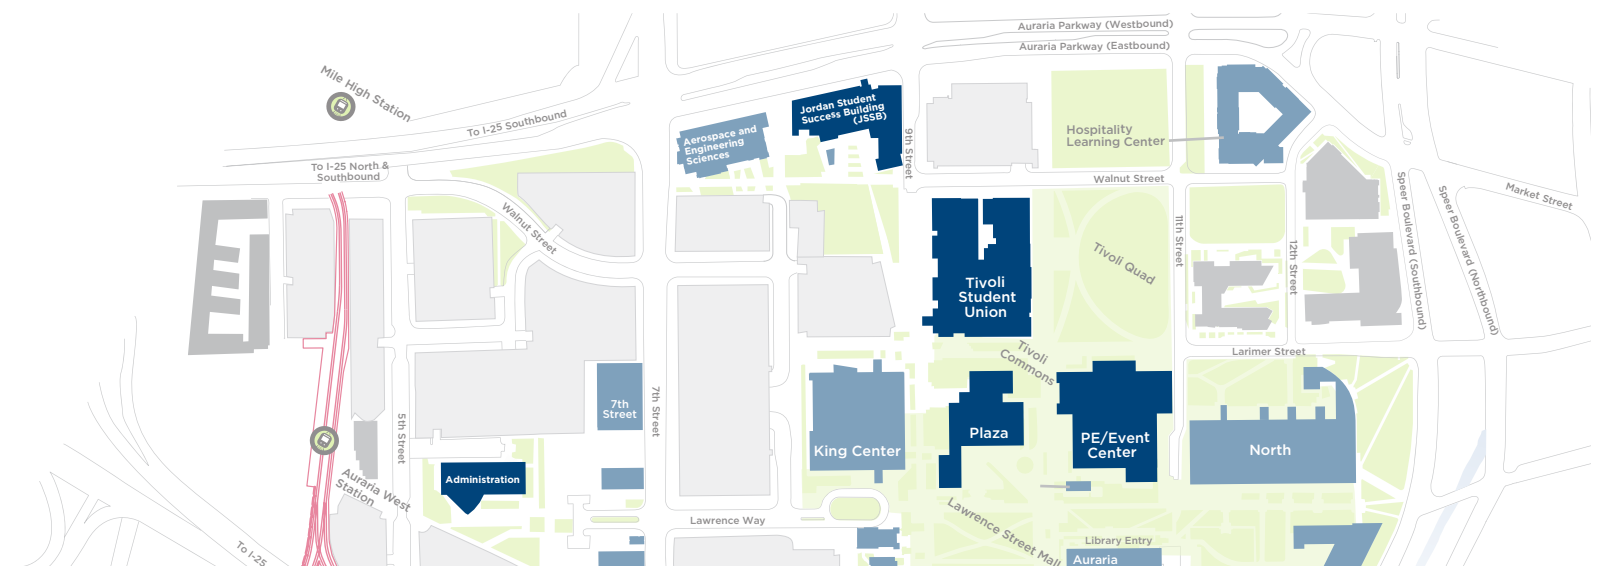 Auraria Parkway (Westbound)
Auraria Parkway (Eastbound)
Mile High Station
To I-25 Southbound
To I-25 North &
Southbound
Jordan Student
Success Building
(JSSB)
Aerospace and
Engineering
Sciences
9th Street
Hospitality
Learning Center
Walnut Street
Walnut Street
Market Street
Speer Boulevard (Southbound)
Speer Boulevard (Northbound)
11th Street
12th Street
Tivoli Quad
Tivoli
Student
Union
Tivoli
Commons
Larimer Street
7th
Street
7th Street
5th Street
King Center
Plaza
PE/Event
Center
North
Administration
Auraria West
Station
Lawrence Way
Lawrence Street Mall
Library Entry
Auraria
To I-25